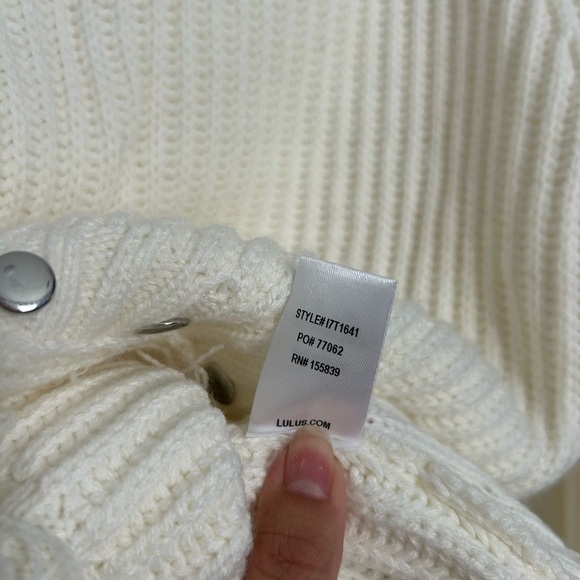 STYLE# I7T1641
PO# 77062
RN# 155839
LULUS.COM